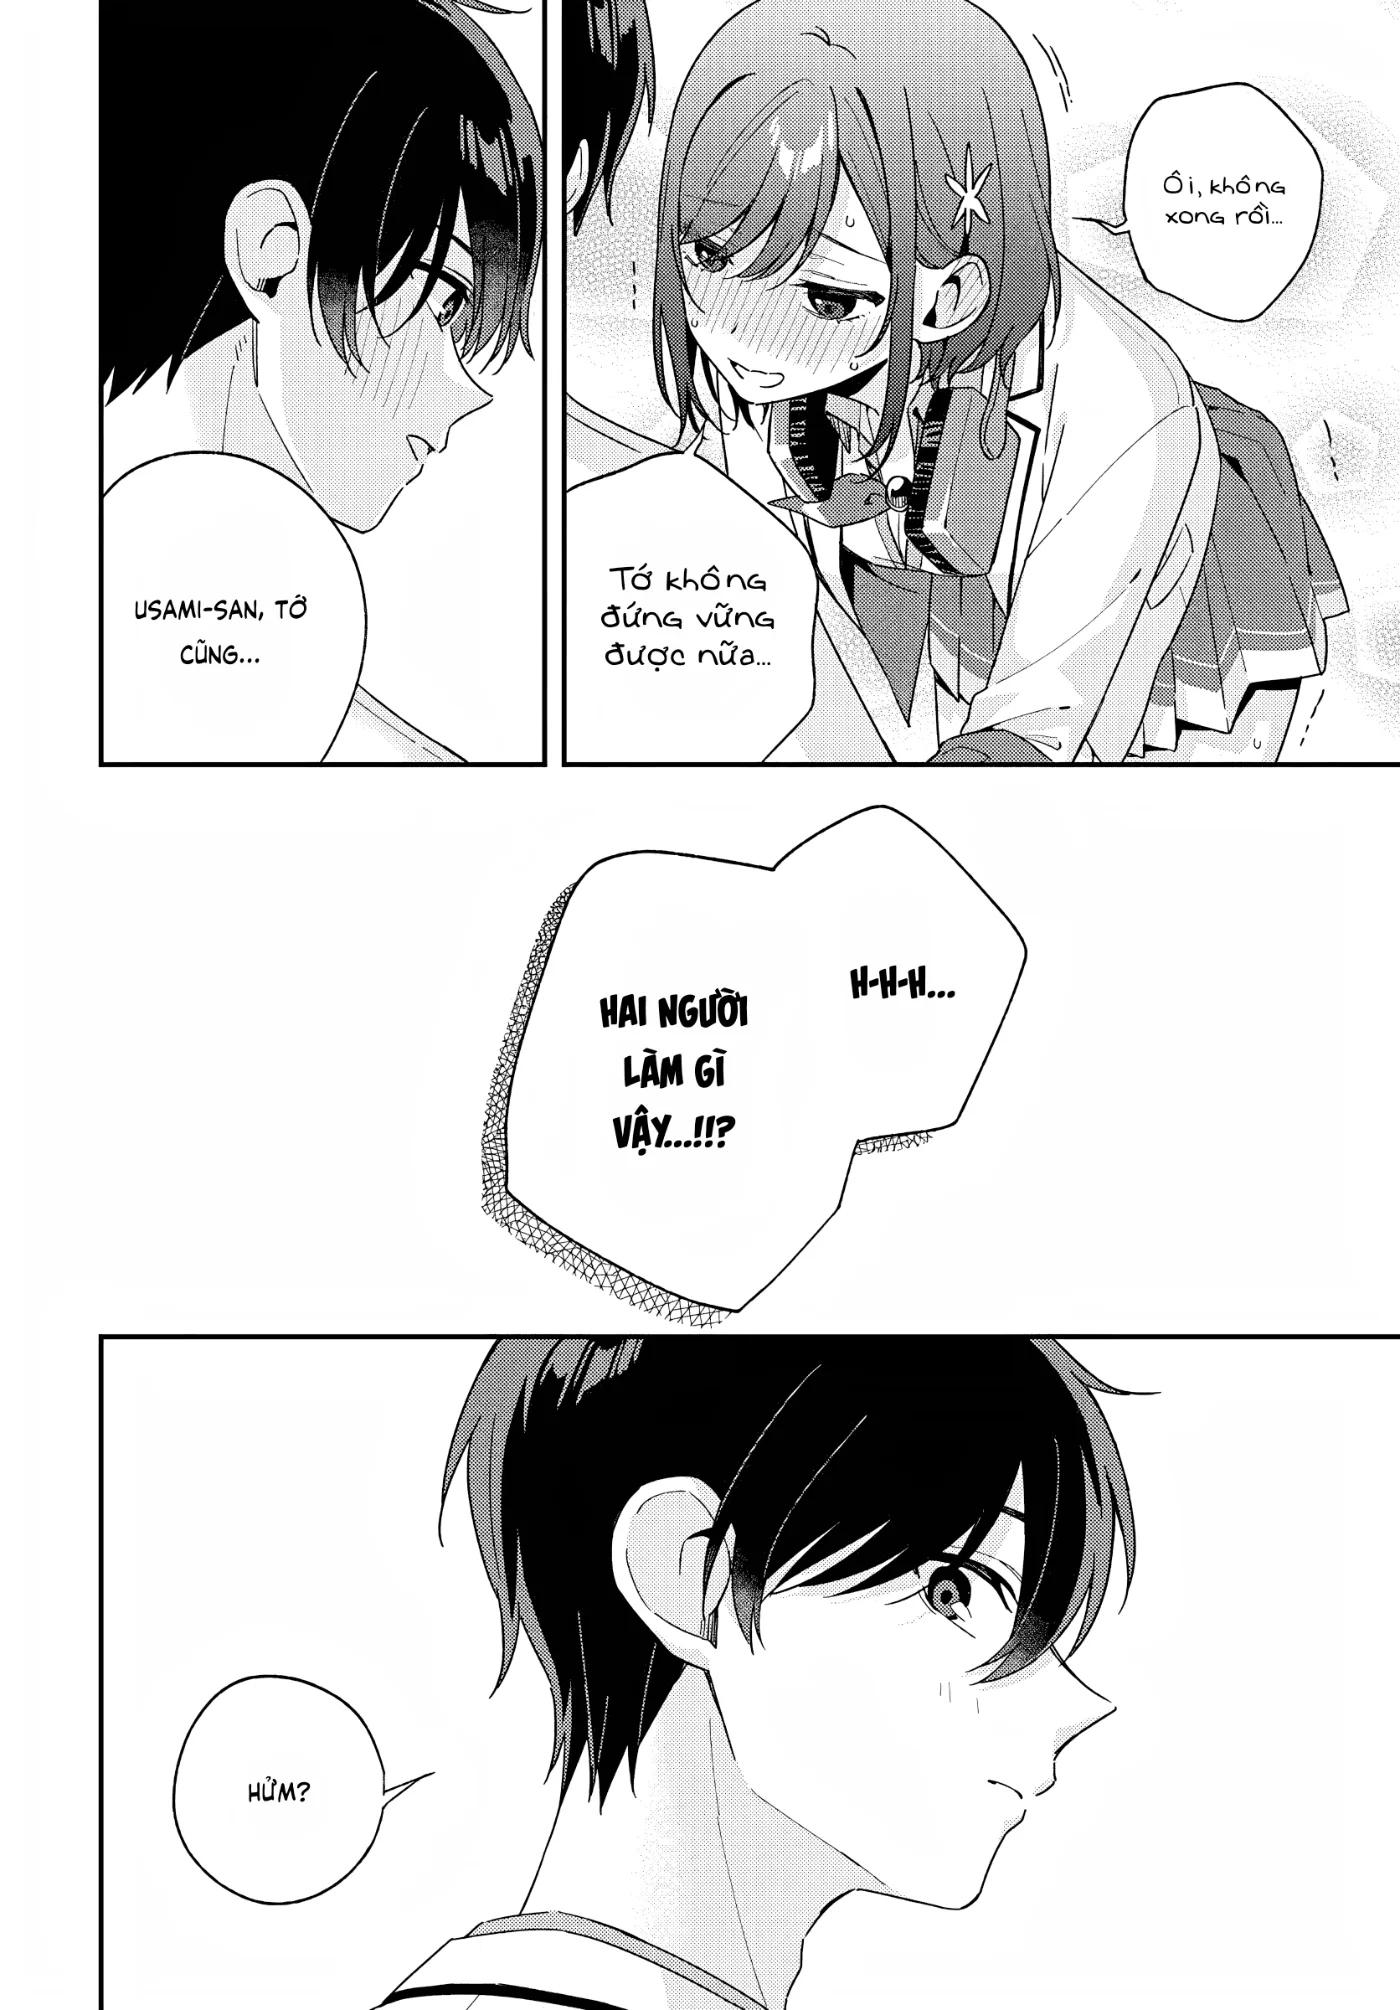 Ôi, không
xong rồi...
Tớ không
đứng vững
được nữa...
USAMI-SAN, TỚ
CŨNG...
H-H-H...
HAI NGƯỜI
LÀM GÌ
VẬY...!!?
HỬM?